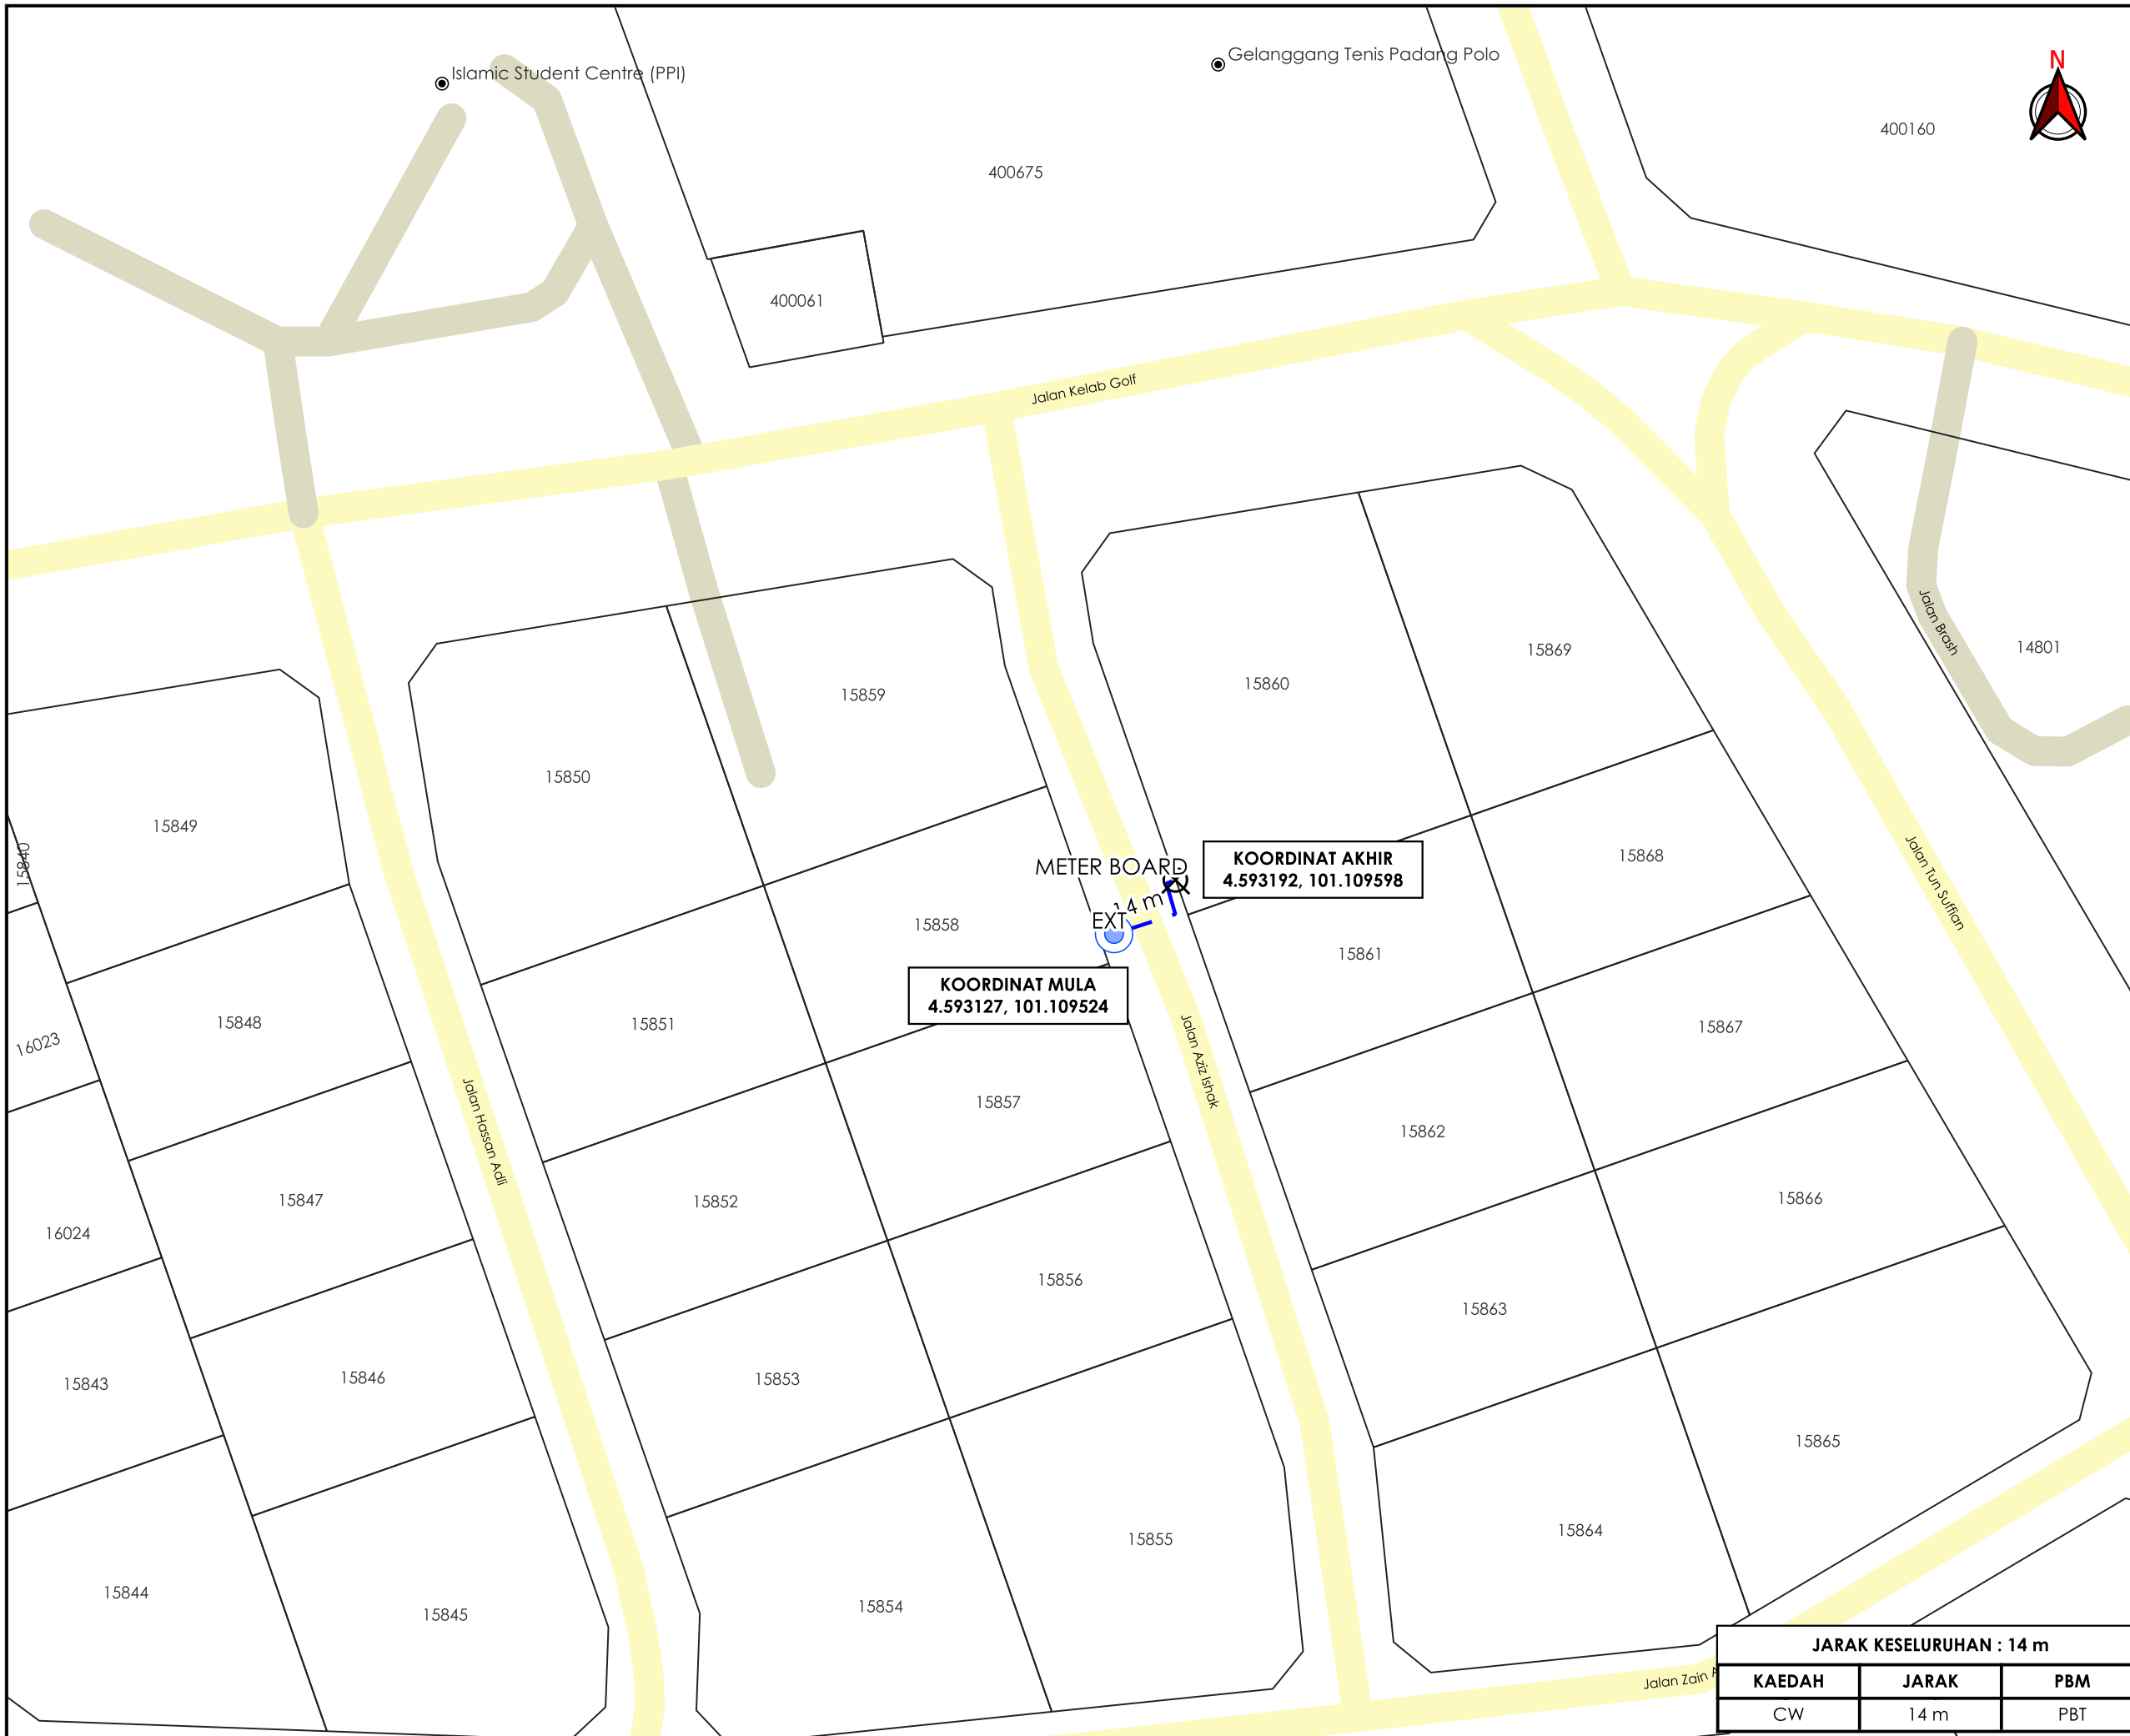 Islamic Student Centre (PPI)
Gelanggang Tenis Padang Polo
N
400160
400675
400061
Jalan Kelab Golf
Jalan Brash
14801
15869
15860
15859
15850
15849
15840
METER BOARD
KOORDINAT AKHIR
4.593192, 101.109598
15868
Jalan Tun Suffian
14 m
EXT
15858
15861
KOORDINAT MULA
4.593127, 101.109524
15851
15848
16023
15867
Jalan Aziz Ishak
Jalan Hassan Adli
15857
15862
15852
15847
16024
15866
15856
15863
15853
15846
15843
15865
15855
15864
15854
15845
15844
Jalan Zain
JARAK KESELURUHAN : 14 m
KAEDAH JARAK PBM
CW 14 m PBT